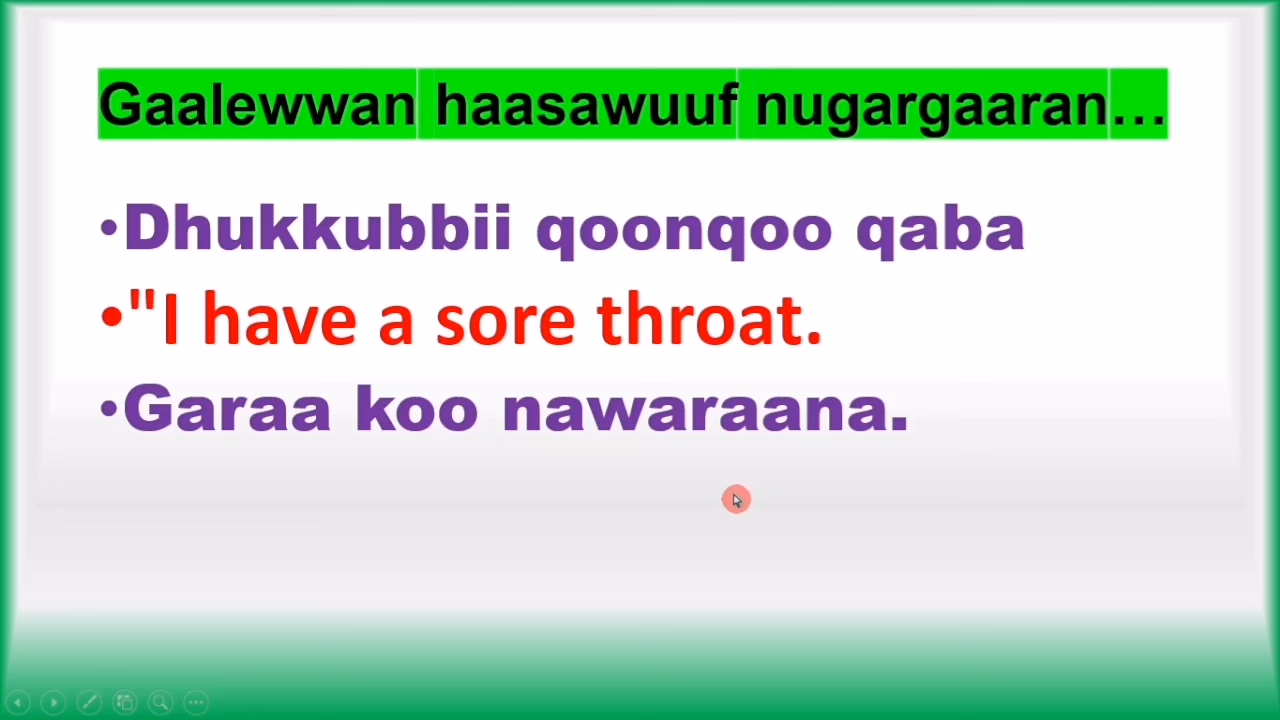 Gaalewwan haasawuuf nugargaaran…
•Dhukkubbii qoonqoo qaba
•"I have a sore throat.
•Garaa koo nawaraana.